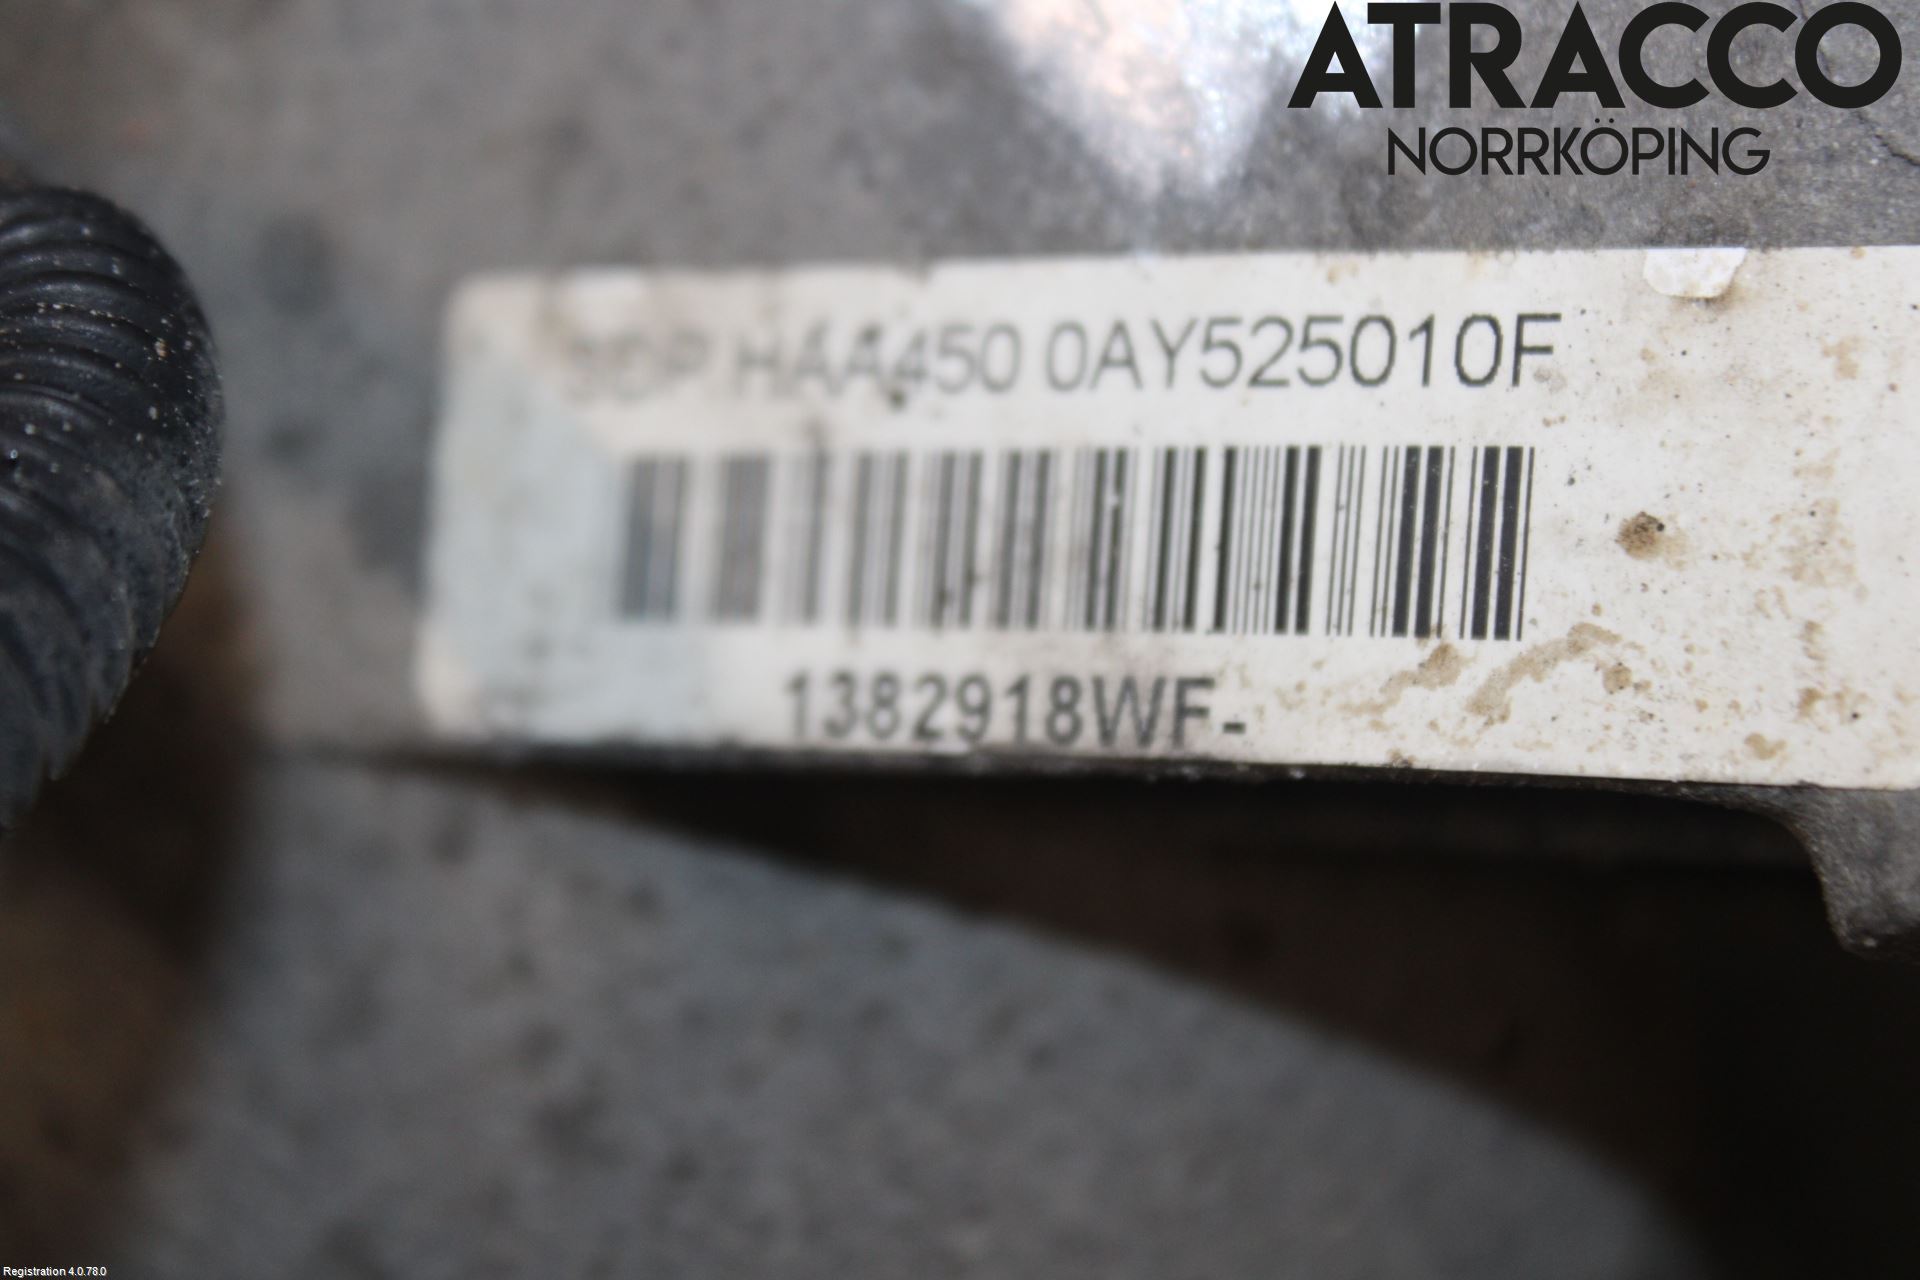 ATRACCO
NORRKÖPING
HAA450 0AY525010F
1382918WF-
Registration 4.0.78.0